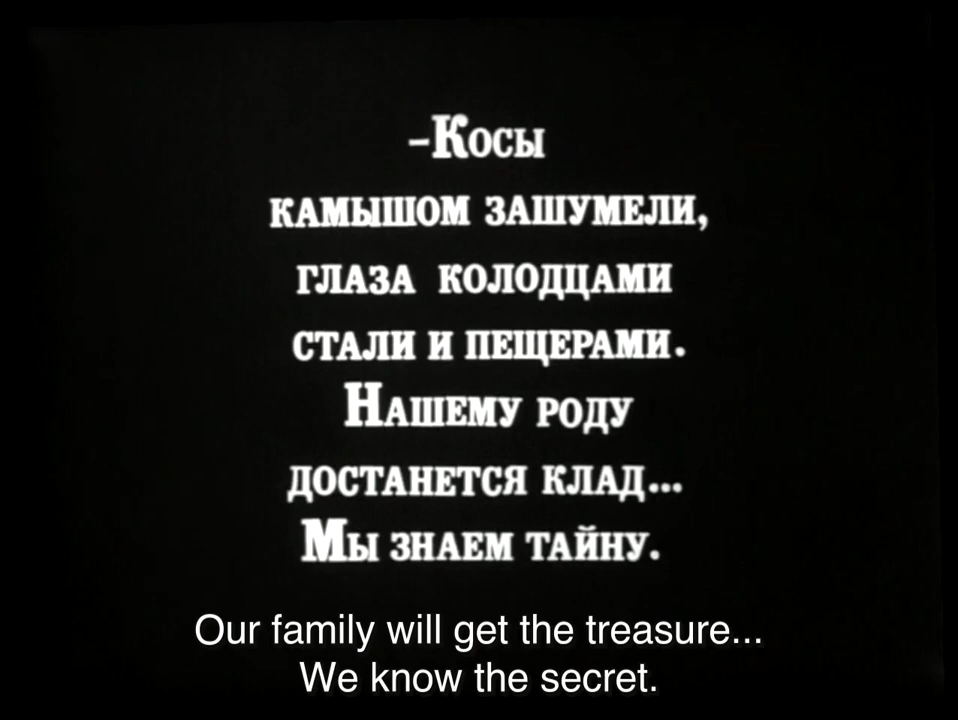 –Косы
камышом зашумели,
глаза колодцами
стали и пещерами.
Нашему роду
достанется клад...
Мы знаем тайну.
Our family will get the treasure...
We know the secret.